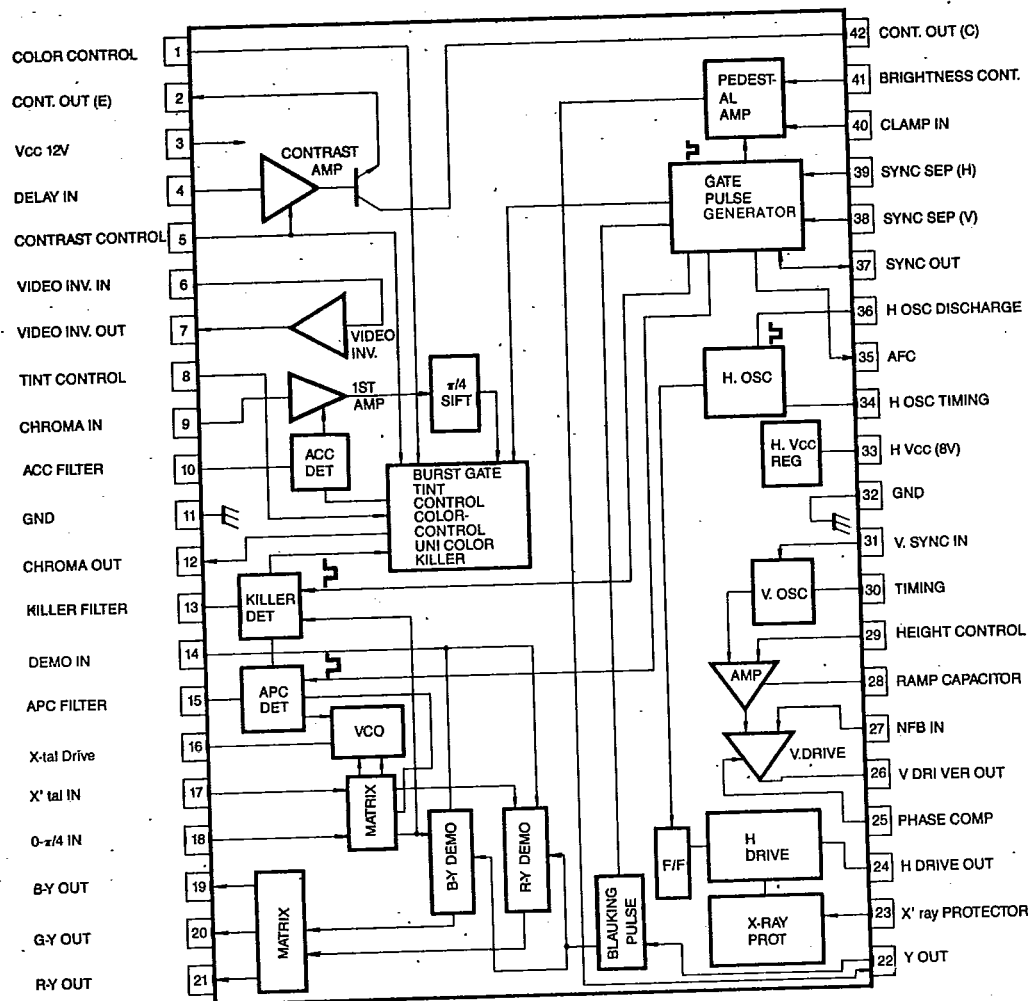 COLOR CONTROL
1
CONT. OUT (E)
2
Vcc 12V
3
DELAY IN
4
CONTRAST CONTROL
5
VIDEO INV. IN
6
VIDEO INV. OUT
7
TINT CONTROL
8
CHROMA IN
9
ACC FILTER
10
GND
11
CHROMA OUT
12
KILLER FILTER
13
DEMO IN
14
APC FILTER
15
X-tal Drive
16
X' tal IN
17
0-π/4 IN
18
B-Y OUT
19
G-Y OUT
20
R-Y OUT
21
CONTRAST
AMP
VIDEO
INV.
1ST
AMP
π/4
SIFT
ACC
DET
BURST GATE
TINT
CONTROL
COLOR-
CONTROL
UNI COLOR
KILLER
KILLER
DET
APC
DET
VCO
MATRIX
B-Y DEMO
R-Y DEMO
MATRIX
BLAUKING
PULSE
PEDEST-
AL
AMP
GATE
PULSE
GENERATOR
H. OSC
H. Vcc
REG
V. OSC
AMP
V.DRIVE
F/F
H
DRIVE
X-RAY
PROT
42
CONT. OUT (C)
41
BRIGHTNESS CONT.
40
CLAMP IN
39
SYNC SEP (H)
38
SYNC SEP (V)
37
SYNC OUT
36
H OSC DISCHARGE
35
AFC
34
H OSC TIMING
33
H Vcc (8V)
32
GND
31
V. SYNC IN
30
TIMING
29
HEIGHT CONTROL
28
RAMP CAPACITOR
27
NFB IN
26
V DRI VER OUT
25
PHASE COMP
24
H DRIVE OUT
23
X' ray PROTECTOR
22
Y OUT